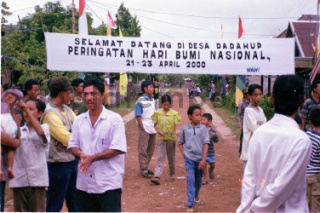 SELAMAT DATANG DI DESA DADAHUP
PERINGATAN HARI BUMI NASIONAL,
21-23 APRIL 2000